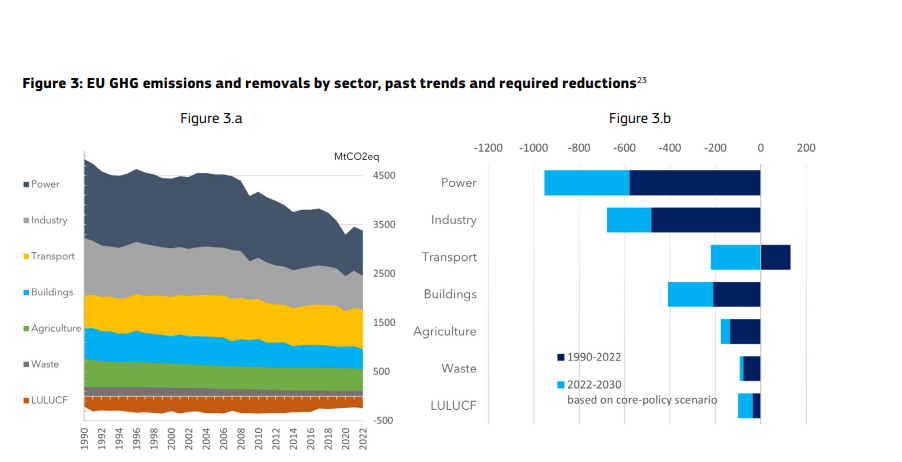 Figure 3: EU GHG emissions and removals by sector, past trends and required reductions23
Figure 3.a
MtCO2eq
4500
3500
2500
1500
500
-500
Power
Industry
Transport
Buildings
Agriculture
Waste
LULUCF
1990 1992 1994 1996 1998 2000 2002 2004 2006 2008 2010 2012 2014 2016 2018 2020 2022
Figure 3.b
-1200 -1000 -800 -600 -400 -200 0 200
Power
Industry
Transport
Buildings
Agriculture
Waste
LULUCF
1990-2022
2022-2030
based on core-policy scenario